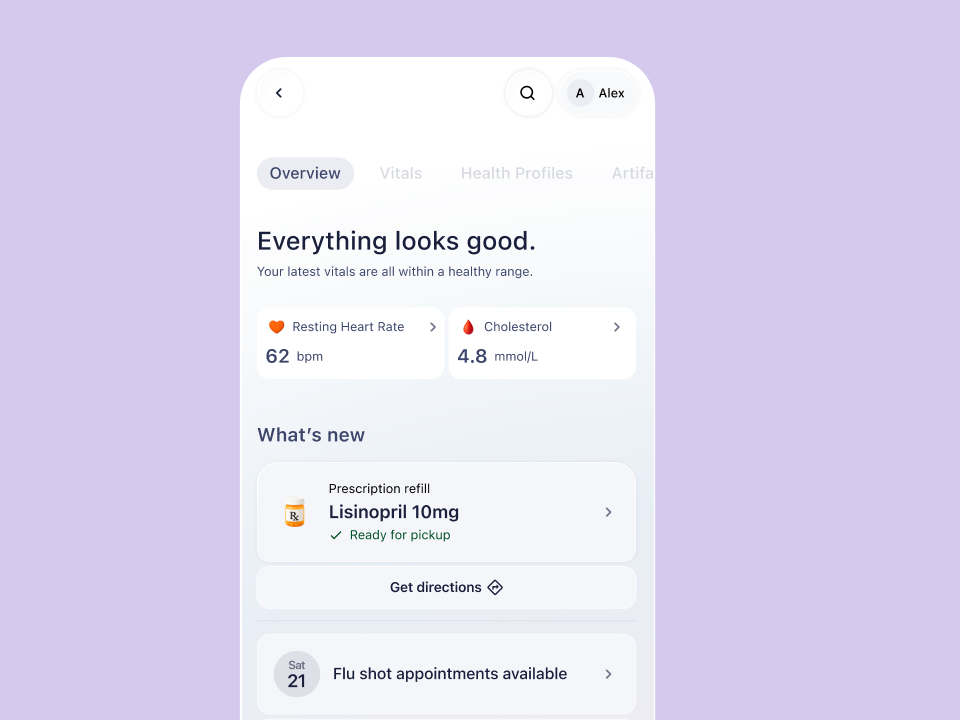 A Alex
Overview Vitals Health Profiles Artifa
Everything looks good.
Your latest vitals are all within a healthy range.
Resting Heart Rate
62 bpm
Cholesterol
4.8 mmol/L
What’s new
Rx
Prescription refill
Lisinopril 10mg
Ready for pickup
Get directions
Sat
21
Flu shot appointments available